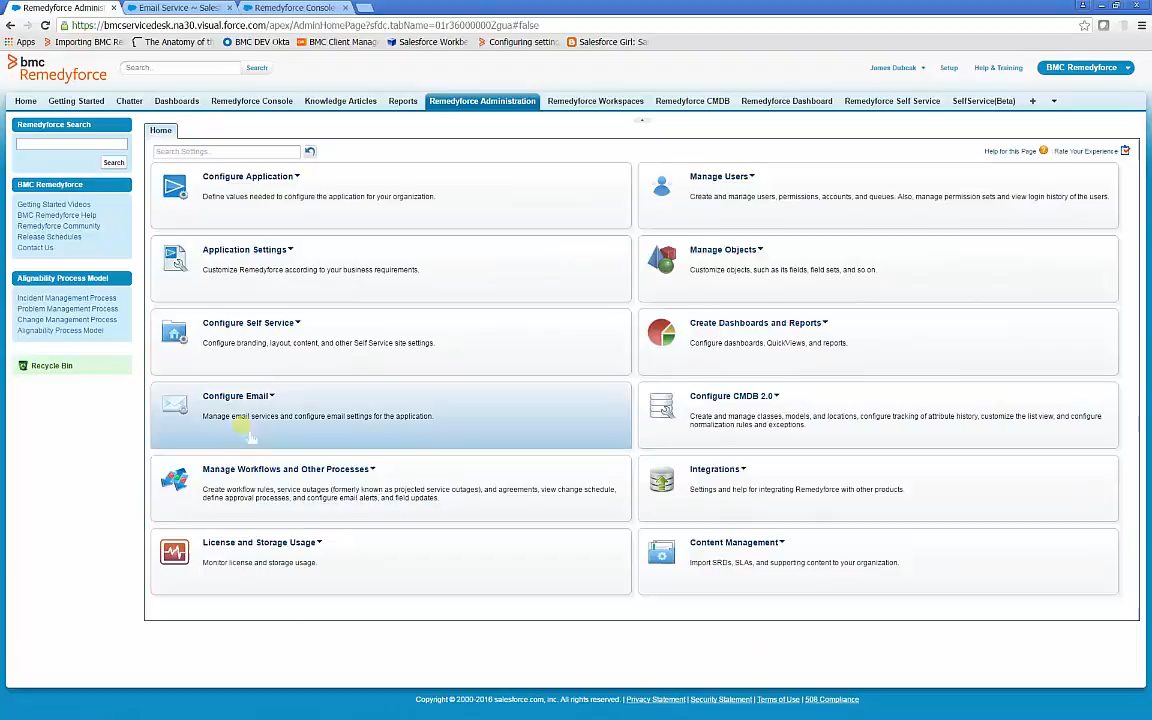 Remedyforce Administ
Email Service ~ Sales
Remedyforce Console
https://bmcservicedesk.na30.visual.force.com/apex/AdminHomePage?sfdc.tabName=01r36000000Zgua#false
Apps
Importing BMC Re
The Anatomy of th
BMC DEV Okta
BMC Client Manag
Salesforce Workbe
Configuring settin
Salesforce Girl: Sa
bmc
Remedyforce
Search...
Search
James Dubcak
Setup
Help & Training
BMC Remedyforce
Home
Getting Started
Chatter
Dashboards
Remedyforce Console
Knowledge Articles
Reports
Remedyforce Administration
Remedyforce Workspaces
Remedyforce CMDB
Remedyforce Dashboard
Remedyforce Self Service
SelfService(Beta)
Remedyforce Search
Search
BMC Remedyforce
Getting Started Videos
BMC Remedyforce Help
Remedyforce Community
Release Schedules
Contact Us
Alignability Process Model
Incident Management Process
Problem Management Process
Change Management Process
Alignability Process Model
Recycle Bin
Home
Search Settings...
Help for this Page
Rate Your Experience
Configure Application
Define values needed to configure the application for your organization.
Manage Users
Create and manage users, permissions, accounts, and queues. Also, manage permission sets and view login history of the users.
Application Settings
Customize Remedyforce according to your business requirements.
Manage Objects
Customize objects, such as its fields, field sets, and so on.
Configure Self Service
Configure branding, layout, content, and other Self Service site settings.
Create Dashboards and Reports
Configure dashboards, QuickViews, and reports.
Configure Email
Manage email services and configure email settings for the application.
Configure CMDB 2.0
Create and manage classes, models, and locations, configure tracking of attribute history, customize the list view, and configure
normalization rules and exceptions.
Manage Workflows and Other Processes
Create workflow rules, service outages (formerly known as projected service outages), and agreements, view change schedule,
define approval processes, and configure email alerts, and field updates.
Integrations
Settings and help for integrating Remedyforce with other products.
License and Storage Usage
Monitor license and storage usage.
Content Management
Import SRDs, SLAs, and supporting content to your organization.
Copyright © 2000-2016 salesforce.com, inc. All rights reserved. | Privacy Statement | Security Statement | Terms of Use | 508 Compliance